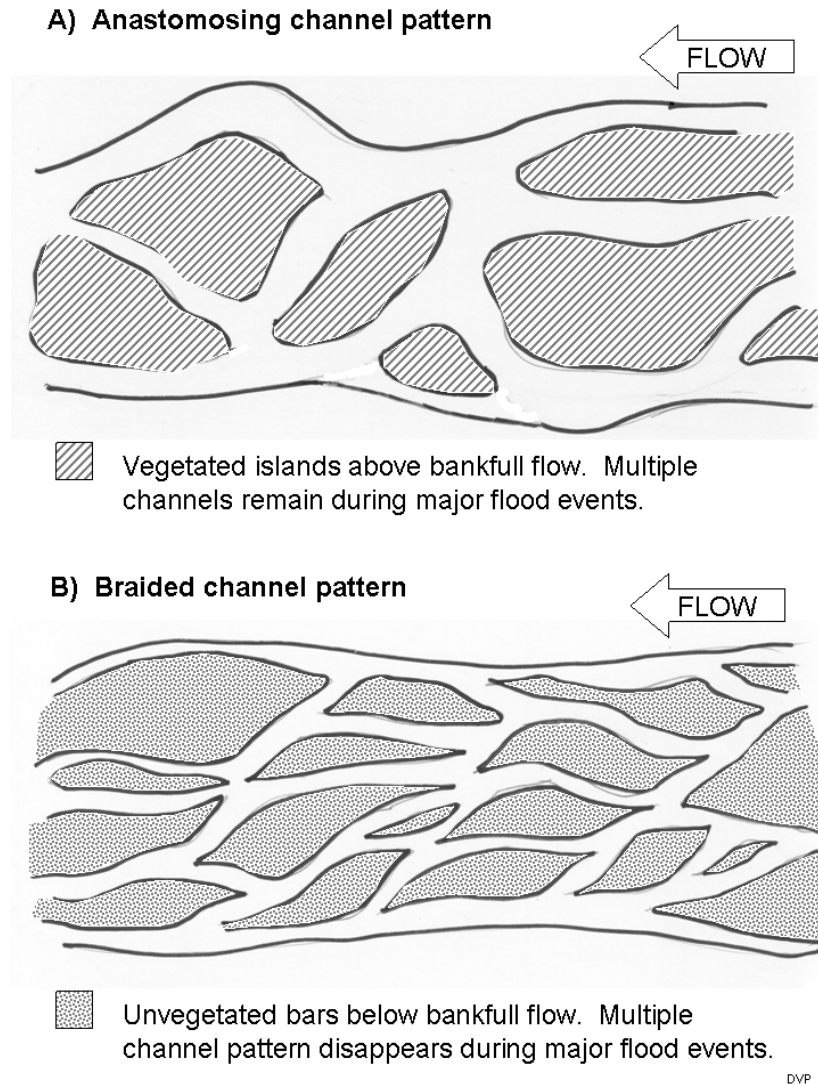 A) Anastomosing channel pattern
FLOW
Vegetated islands above bankfull flow. Multiple
channels remain during major flood events.
B) Braided channel pattern
FLOW
Unvegetated bars below bankfull flow. Multiple
channel pattern disappears during major flood events.
DVP